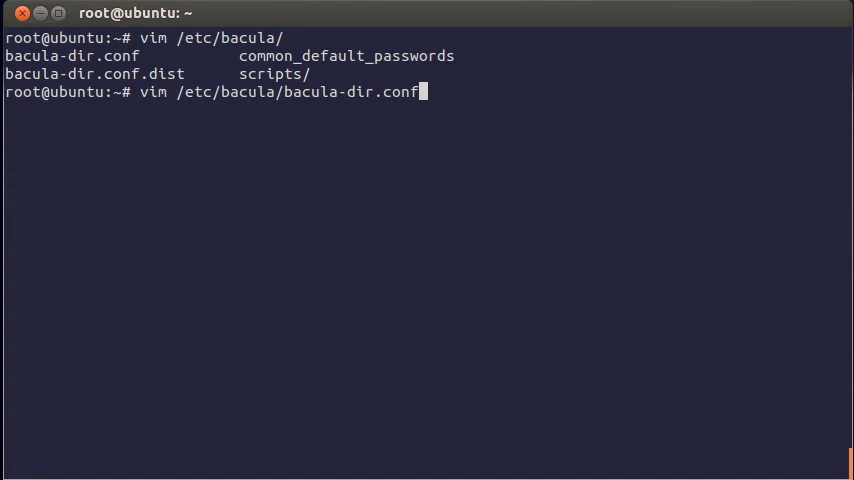 root@ubuntu: ~
root@ubuntu:~# vim /etc/bacula/
bacula-dir.conf           common_default_passwords
bacula-dir.conf.dist      scripts/
root@ubuntu:~# vim /etc/bacula/bacula-dir.conf